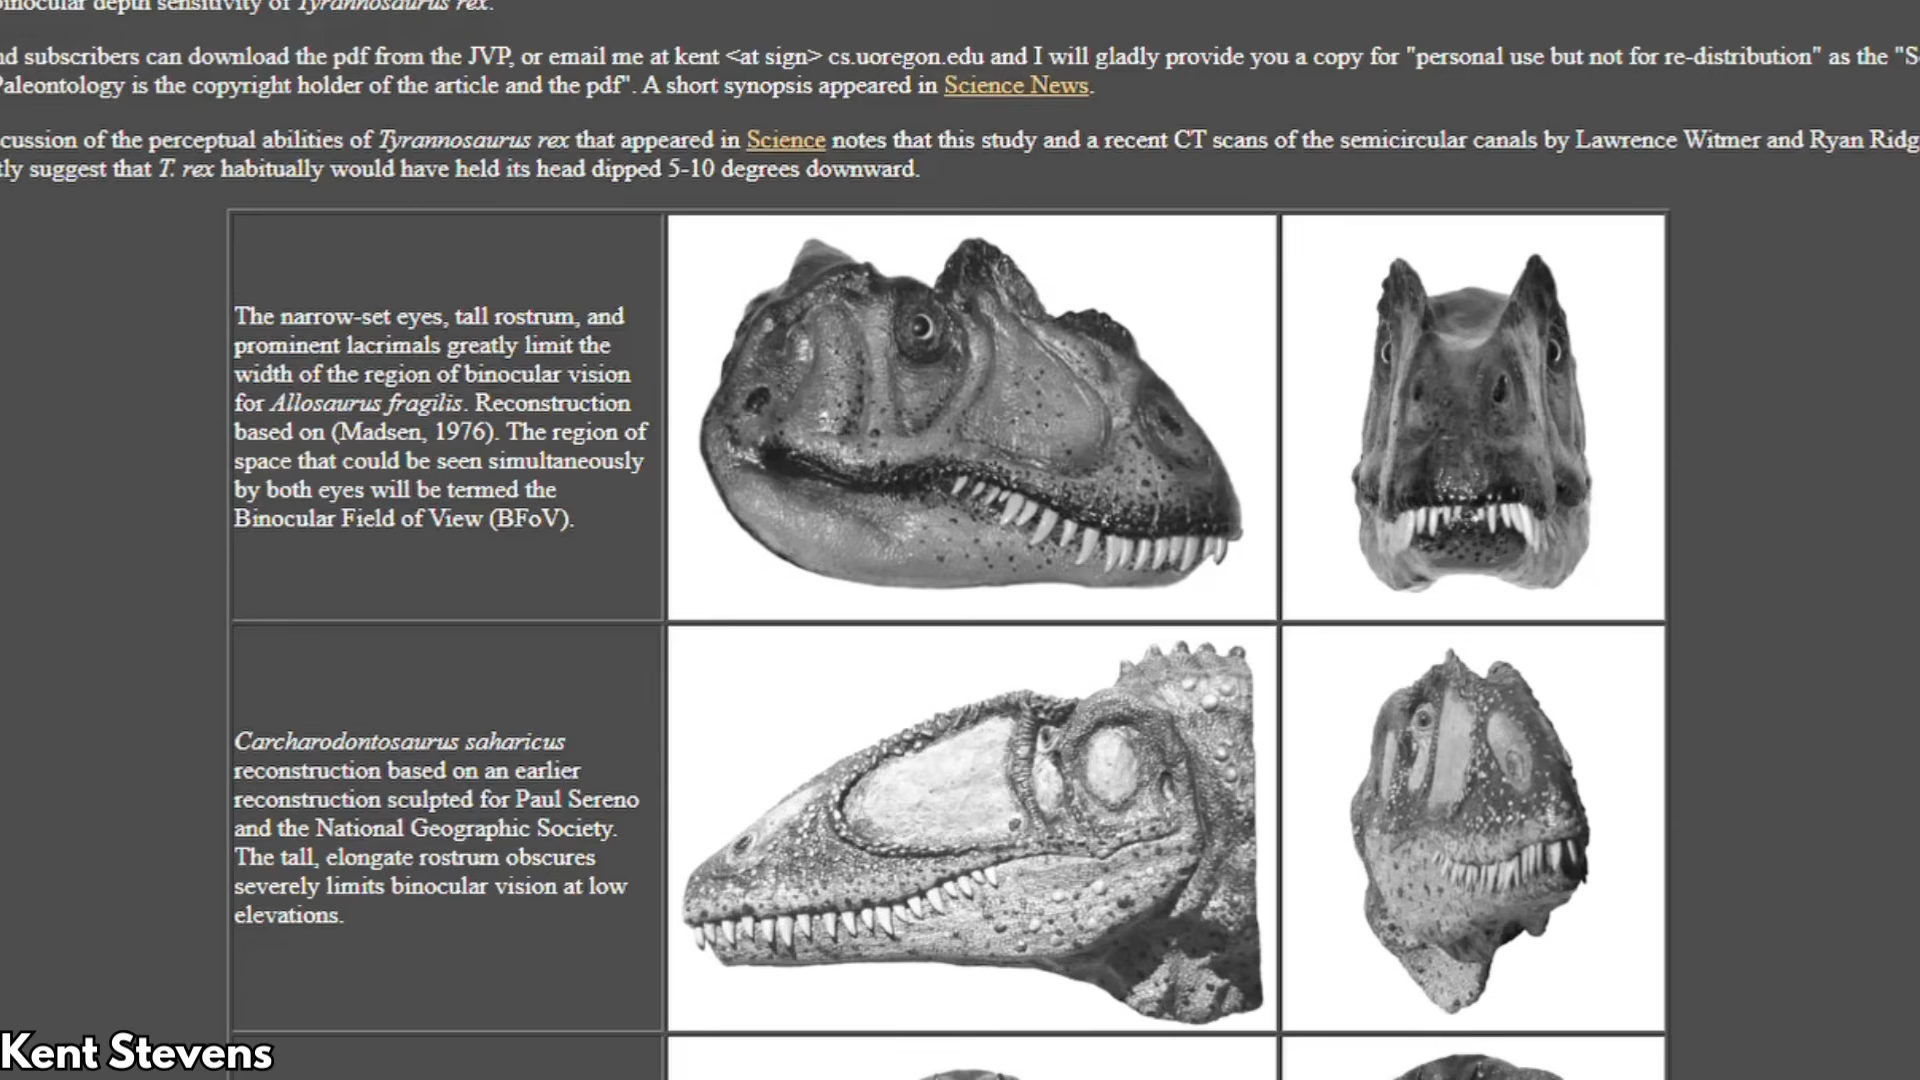 binocular depth sensitivity of Tyrannosaurus rex.
nd subscribers can download the pdf from the JVP, or email me at kent <at sign> cs.uoregon.edu and I will gladly provide you a copy for "personal use but not for re-distribution" as the "S
Paleontology is the copyright holder of the article and the pdf". A short synopsis appeared in Science News.
cussion of the perceptual abilities of Tyrannosaurus rex that appeared in Science notes that this study and a recent CT scans of the semicircular canals by Lawrence Witmer and Ryan Ridg
tly suggest that T. rex habitually would have held its head dipped 5-10 degrees downward.
The narrow-set eyes, tall rostrum, and
prominent lacrimals greatly limit the
width of the region of binocular vision
for Allosaurus fragilis. Reconstruction
based on (Madsen, 1976). The region of
space that could be seen simultaneously
by both eyes will be termed the
Binocular Field of View (BFoV).
Carcharodontosaurus saharicus
reconstruction based on an earlier
reconstruction sculpted for Paul Sereno
and the National Geographic Society.
The tall, elongate rostrum obscures
severely limits binocular vision at low
elevations.
Kent Stevens